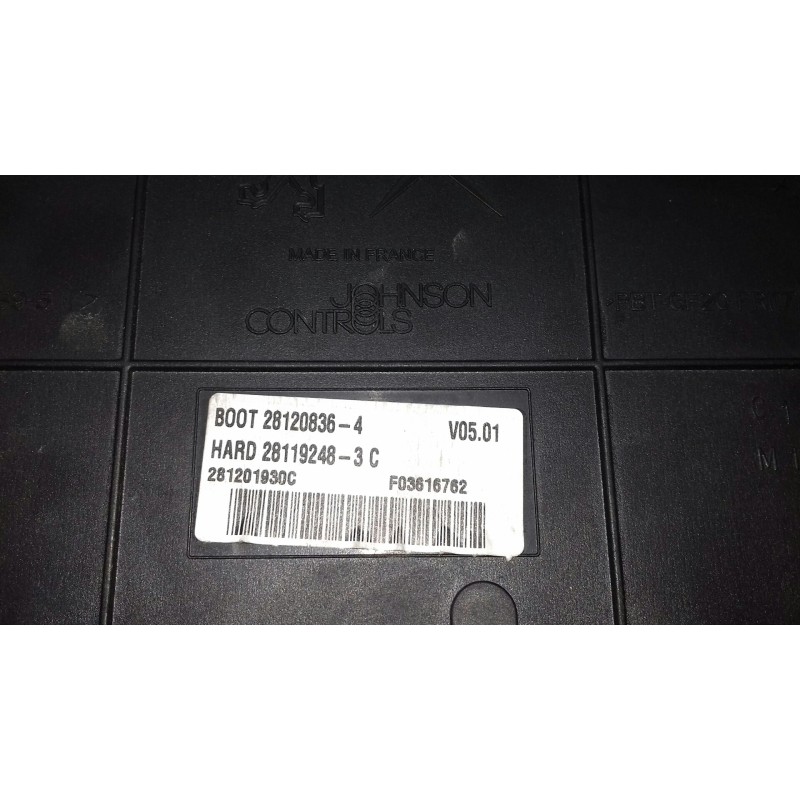 MADE IN FRANCE
JOHNSON
CONTROLS
BOOT 28120836-4 V05.01
HARD 28119248-3 C
281201930C F03616762